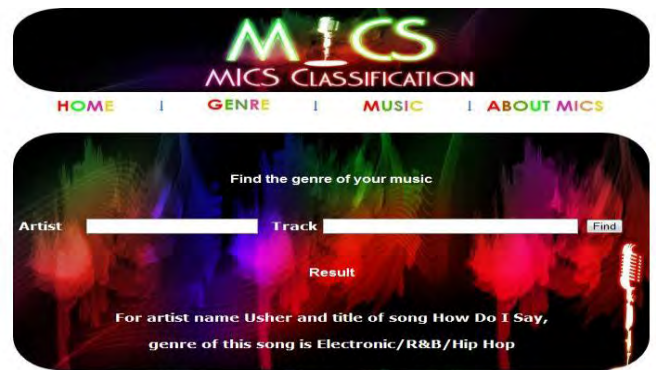 MICS
MICS CLASSIFICATION
HOME | GENRE | MUSIC | ABOUT MICS
Find the genre of your music
Artist Track Find
Result
For artist name Usher and title of song How Do I Say,
genre of this song is Electronic/R&B/Hip Hop